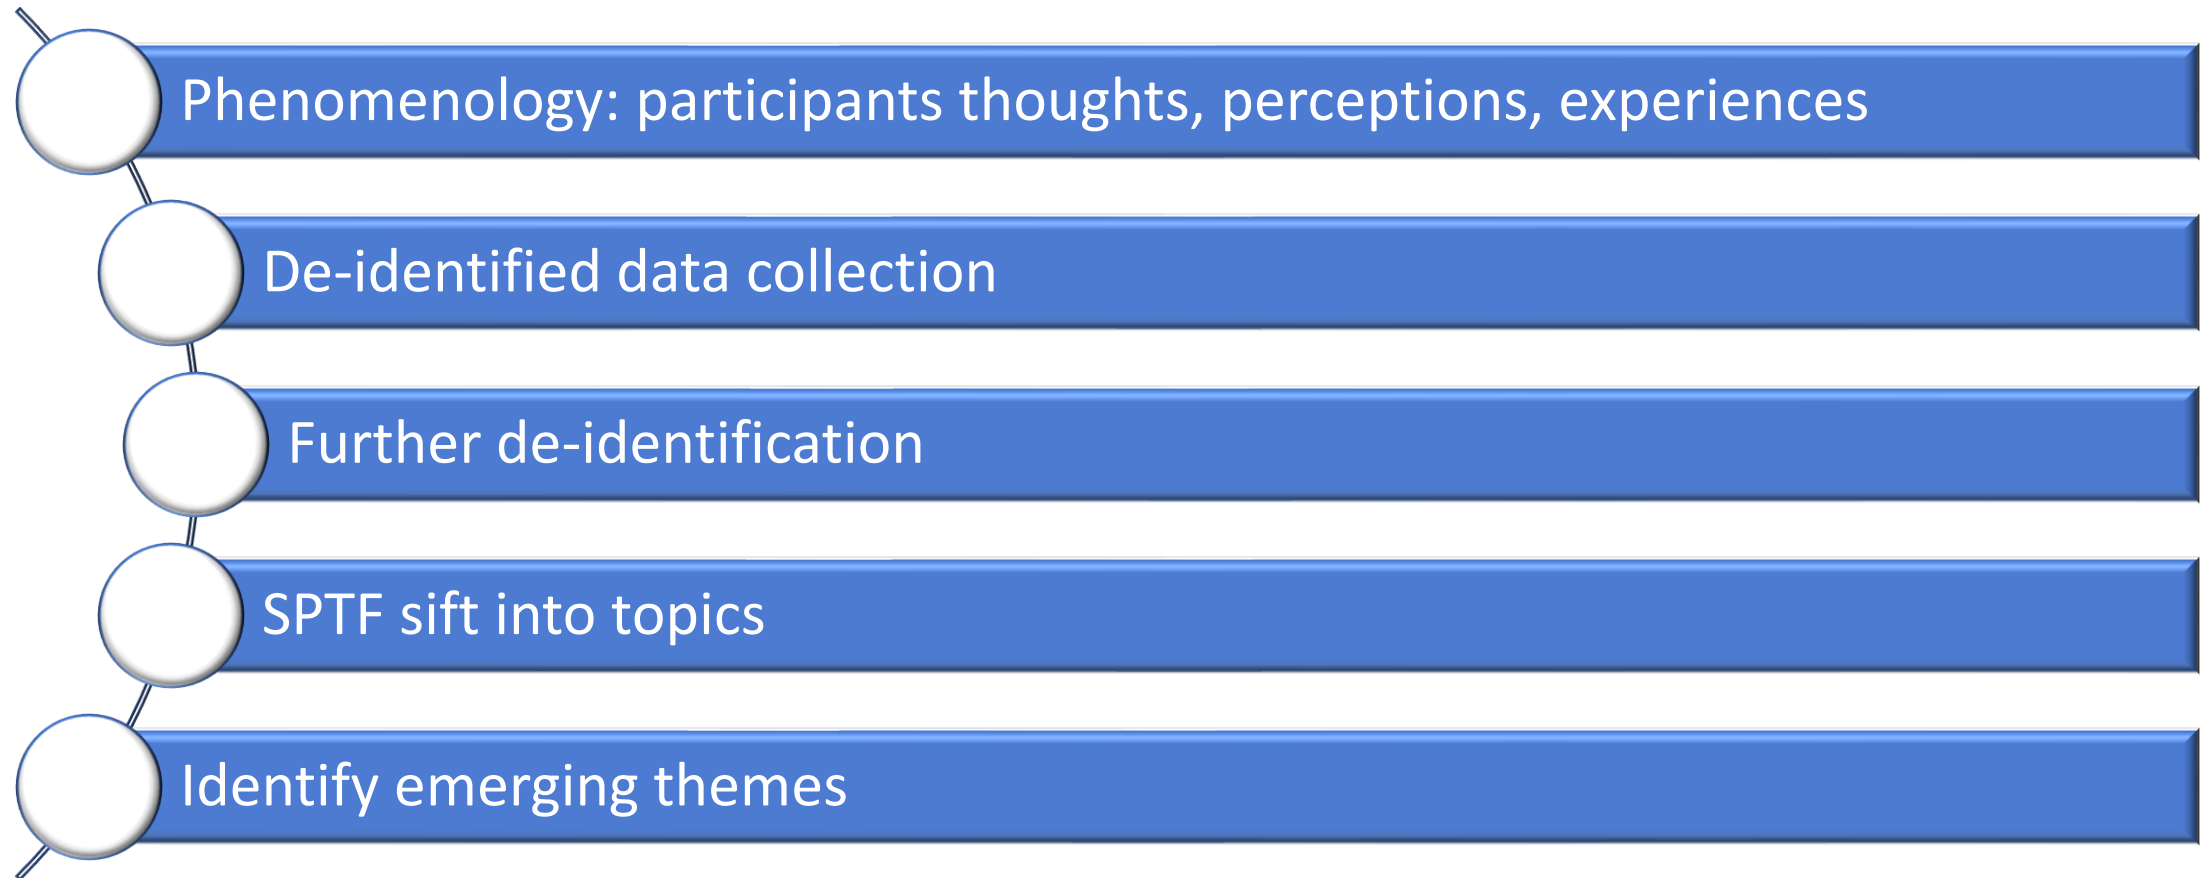 Phenomenology: participants thoughts, perceptions, experiences
De-identified data collection
Further de-identification
SPTF sift into topics
Identify emerging themes